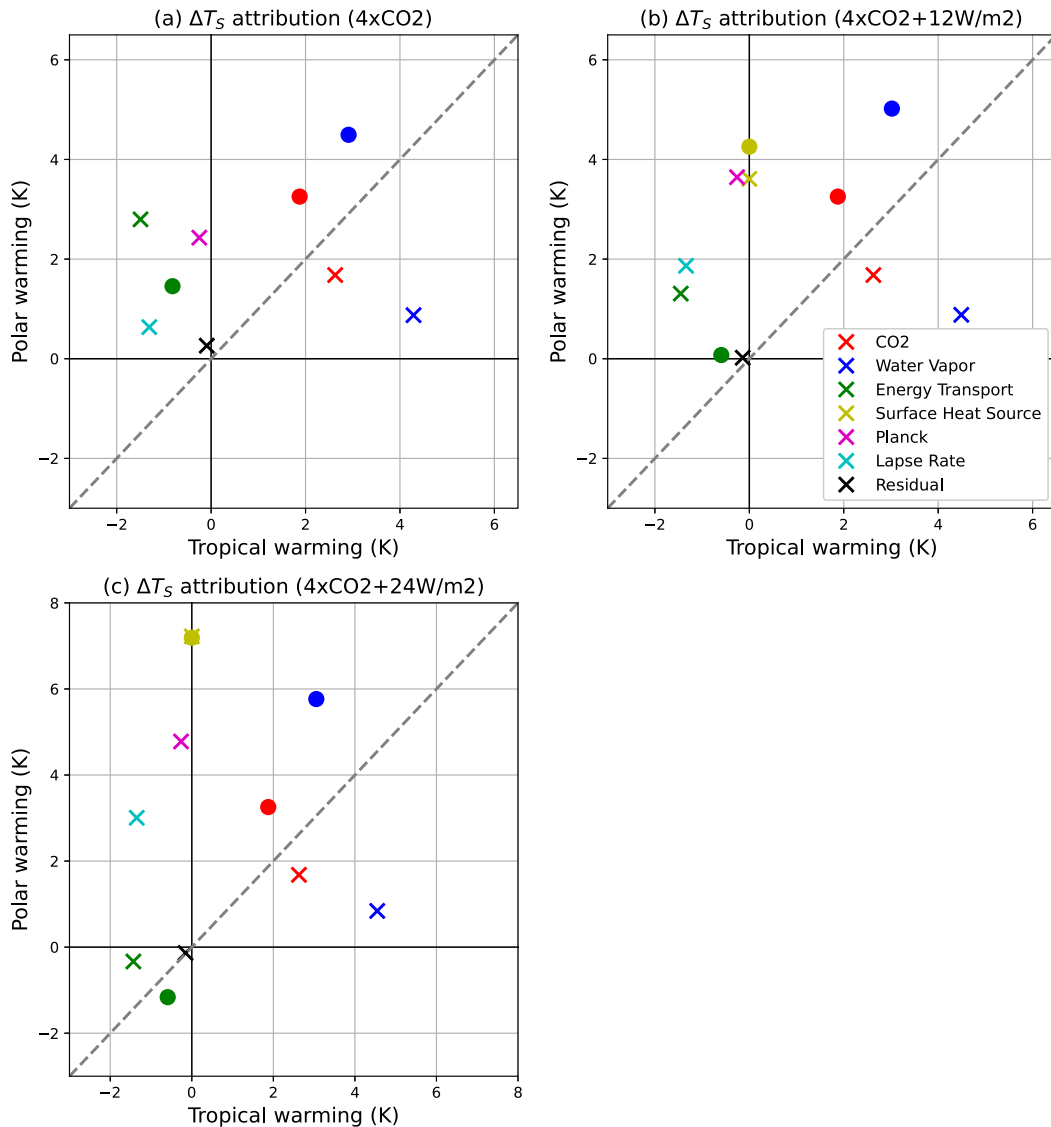 (a) ΔT_S attribution (4xCO2)
6
4
2
0
−2
−2
0
2
4
6
Polar warming (K)
Tropical warming (K)
(b) ΔT_S attribution (4xCO2+12W/m2)
6
4
2
0
−2
−2
0
2
4
6
Polar warming (K)
Tropical warming (K)
CO2
Water Vapor
Energy Transport
Surface Heat Source
Planck
Lapse Rate
Residual
(c) ΔT_S attribution (4xCO2+24W/m2)
8
6
4
2
0
−2
−2
0
2
4
6
8
Polar warming (K)
Tropical warming (K)